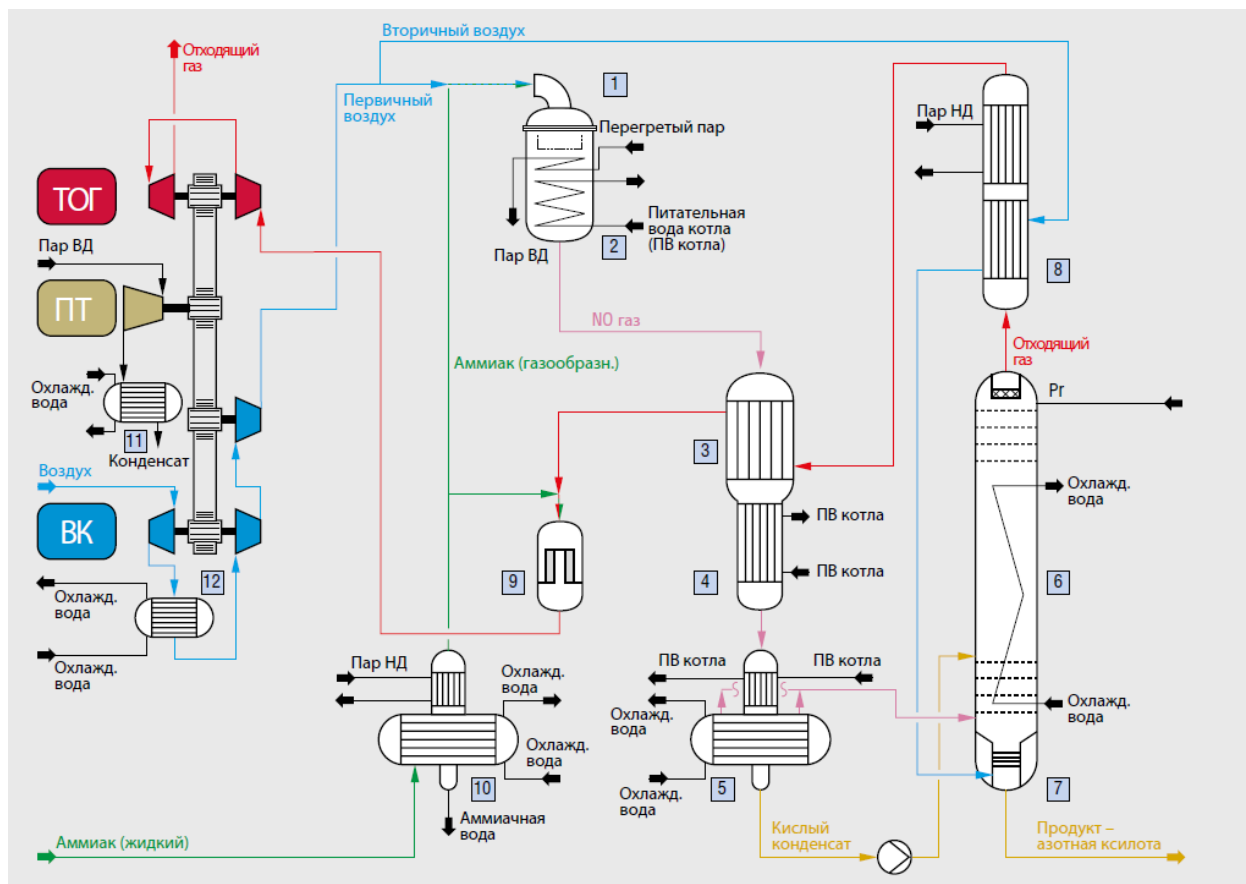 Вторичный воздух
Отходящий
газ
Первичный
воздух
1
Перегретый пар
Пар НД
ТОГ
Пар ВД
Питательная
вода котла
(ПВ котла)
2
Пар ВД
8
ПТ
NO газ
Отходящий
газ
Аммиак (газообразн.)
Охлажд.
вода
Pr
11
Конденсат
3
Воздух
Охлажд.
вода
ВК
ПВ котла
12
9
4
ПВ котла
6
Охлажд.
вода
Охлажд.
вода
Пар НД
Охлажд.
вода
ПВ котла
ПВ котла
Охлажд.
вода
Охлажд.
вода
Охлажд.
вода
10
Охлажд.
вода
5
7
Аммиачная
вода
Кислый
конденсат
Продукт –
азотная ксилота
Аммиак (жидкий)